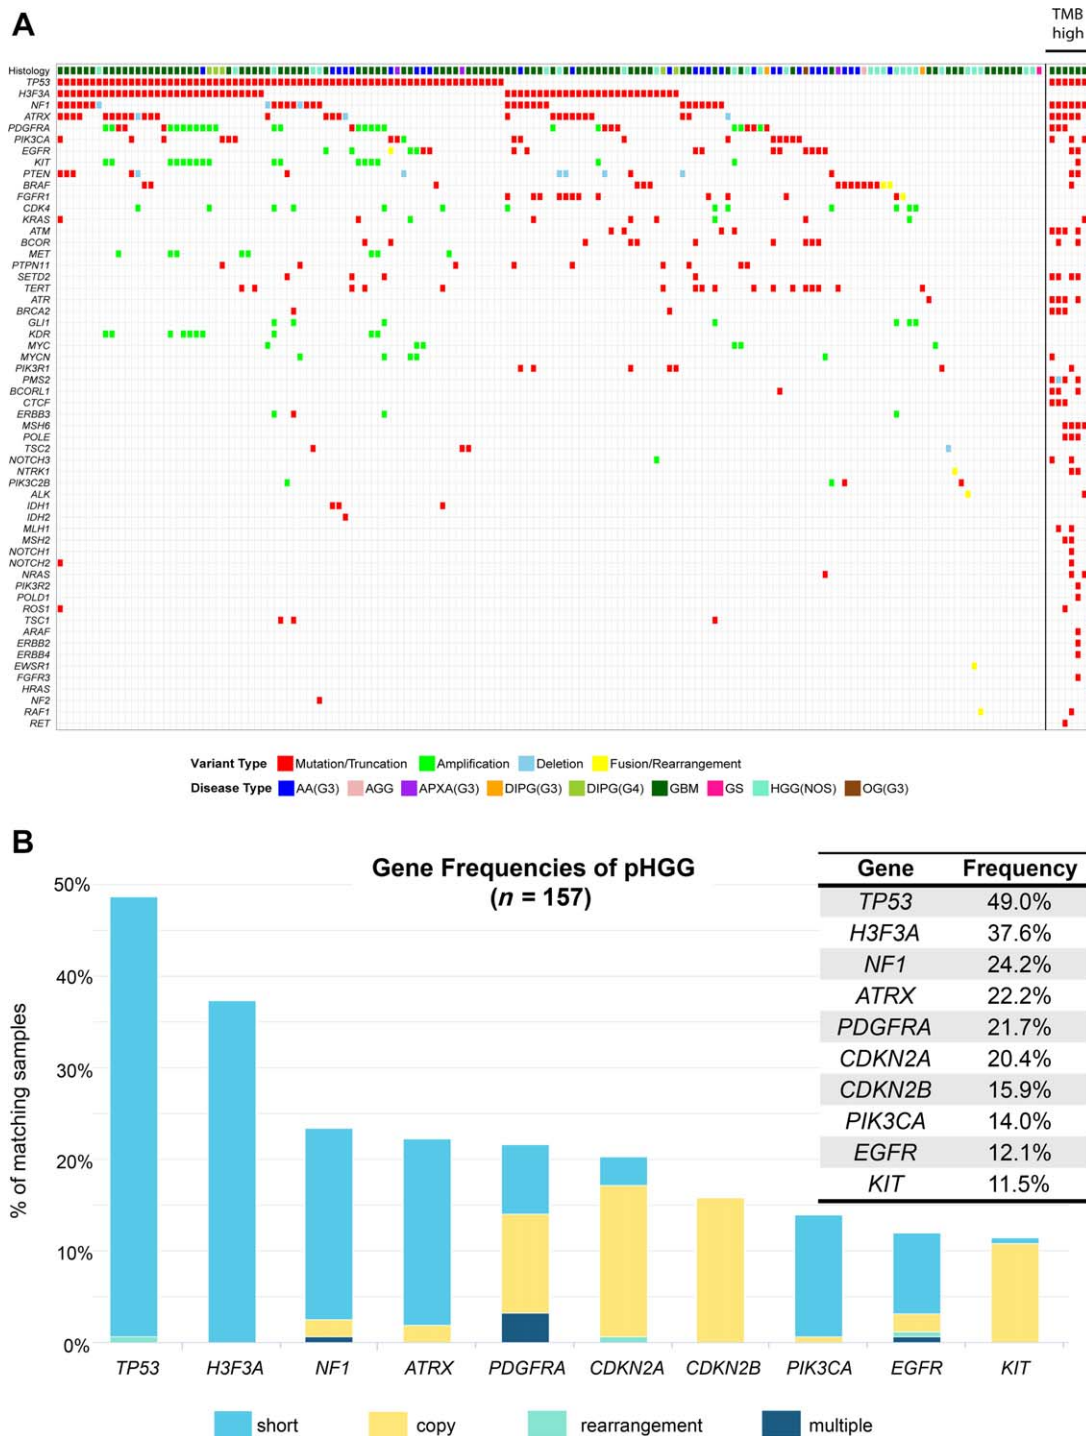 A
TMB
high
Histology
TP53
H3F3A
NF1
ATRX
PDGFRA
PIK3CA
EGFR
KIT
PTEN
BRAF
FGFR1
CDK4
KRAS
ATM
BCOR
MET
PTPN11
SETD2
TERT
ATR
BRCA2
GLI1
KDR
MYC
MYCN
PIK3R1
PMS2
BCORL1
CTCF
ERBB3
MSH6
POLE
TSC2
NOTCH3
NTRK1
PIK3C2B
ALK
IDH1
IDH2
MLH1
MSH2
NOTCH1
NOTCH2
NRAS
PIK3R2
POLD1
ROS1
TSC1
ARAF
ERBB2
ERBB4
EWSR1
FGFR3
HRAS
NF2
RAF1
RET
Variant Type Mutation/Truncation Amplification Deletion Fusion/Rearrangement
Disease Type AA(G3) AGG APXA(G3) DIPG(G3) DIPG(G4) GBM GS HGG(NOS) OG(G3)
B
Gene Frequencies of pHGG
(n = 157)
Gene Frequency
TP53 49.0%
H3F3A 37.6%
NF1 24.2%
ATRX 22.2%
PDGFRA 21.7%
CDKN2A 20.4%
CDKN2B 15.9%
PIK3CA 14.0%
EGFR 12.1%
KIT 11.5%
% of matching samples
50%
40%
30%
20%
10%
0%
TP53 H3F3A NF1 ATRX PDGFRA CDKN2A CDKN2B PIK3CA EGFR KIT
short copy rearrangement multiple